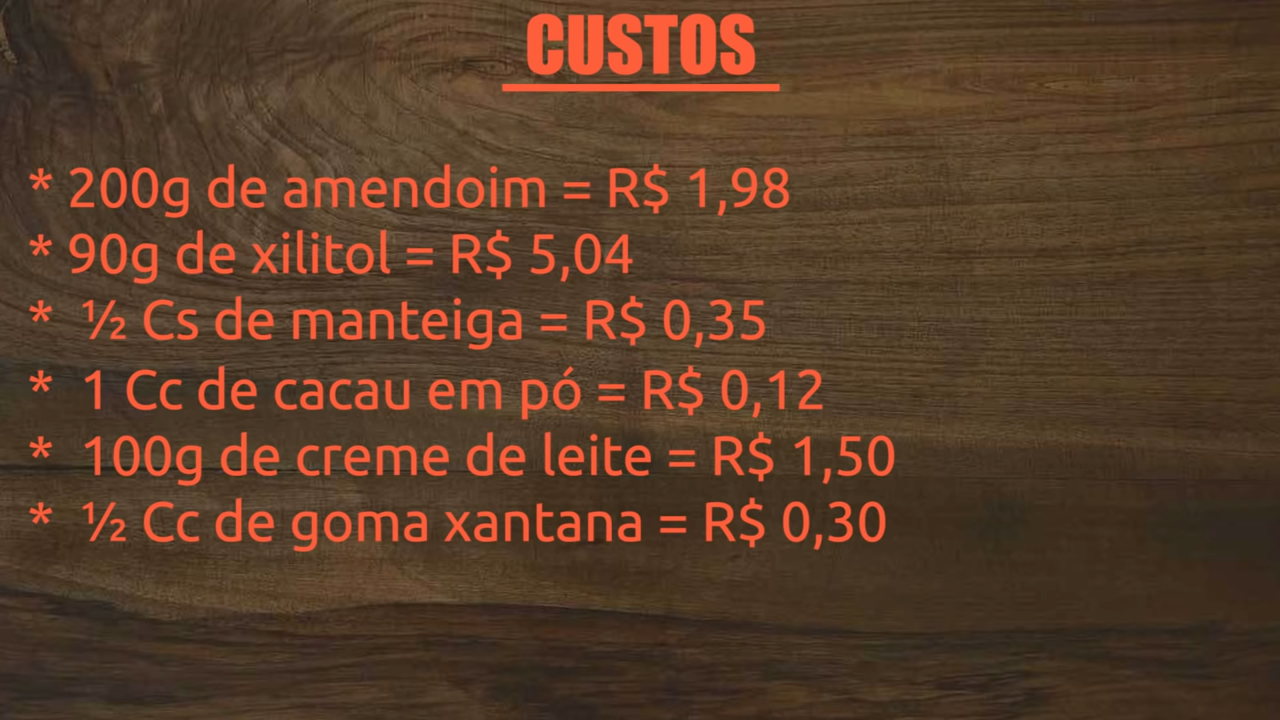 CUSTOS
* 200g de amendoim = R$ 1,98
* 90g de xilitol = R$ 5,04
* ½ Cs de manteiga = R$ 0,35
* 1 Cc de cacau em pó = R$ 0,12
* 100g de creme de leite = R$ 1,50
* ½ Cc de goma xantana = R$ 0,30